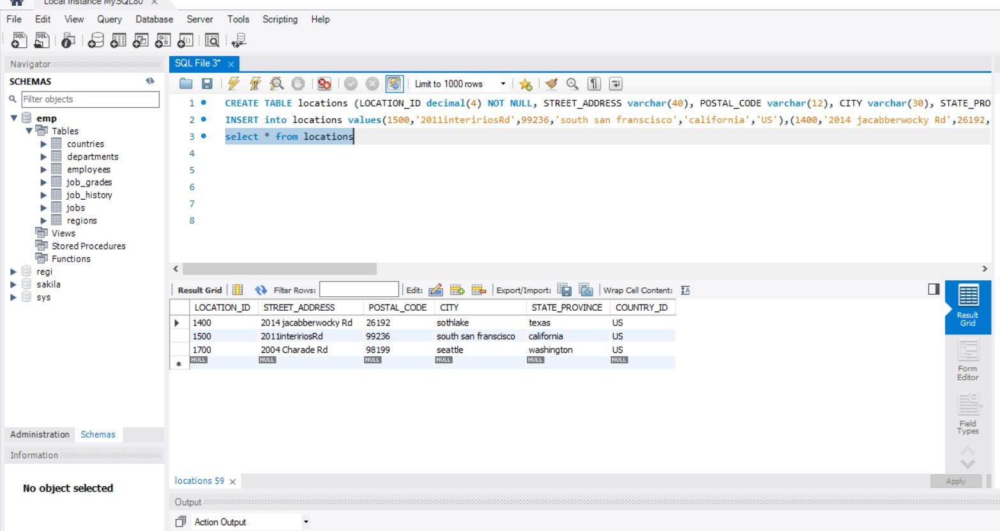 Local instance MySQL80 ×
File Edit View Query Database Server Tools Scripting Help
Navigator
SCHEMAS
Filter objects
emp
Tables
countries
departments
employees
job_grades
job_history
jobs
regions
Views
Stored Procedures
Functions
regi
sakila
sys
Administration Schemas
Information
No object selected
SQL File 3* ×
Limit to 1000 rows
1 CREATE TABLE locations (LOCATION_ID decimal(4) NOT NULL, STREET_ADDRESS varchar(40), POSTAL_CODE varchar(12), CITY varchar(30), STATE_PRO
2 INSERT into locations values(1500,'2011inteririosRd',99236,'south san franscisco','california','US'),(1400,'2014 jacabberwocky Rd',26192,
3 select * from locations
4
5
6
7
8
Result Grid Filter Rows: Edit: Export/Import: Wrap Cell Content:
LOCATION_ID STREET_ADDRESS POSTAL_CODE CITY STATE_PROVINCE COUNTRY_ID
1400 2014 jacabberwocky Rd 26192 sothlake texas US
1500 2011inteririosRd 99236 south san franscisco california US
1700 2004 Charade Rd 98199 seattle washington US
NULL NULL NULL NULL NULL NULL
Result
Grid
Form
Editor
Field
Types
locations 59 ×
Apply
Output
Action Output